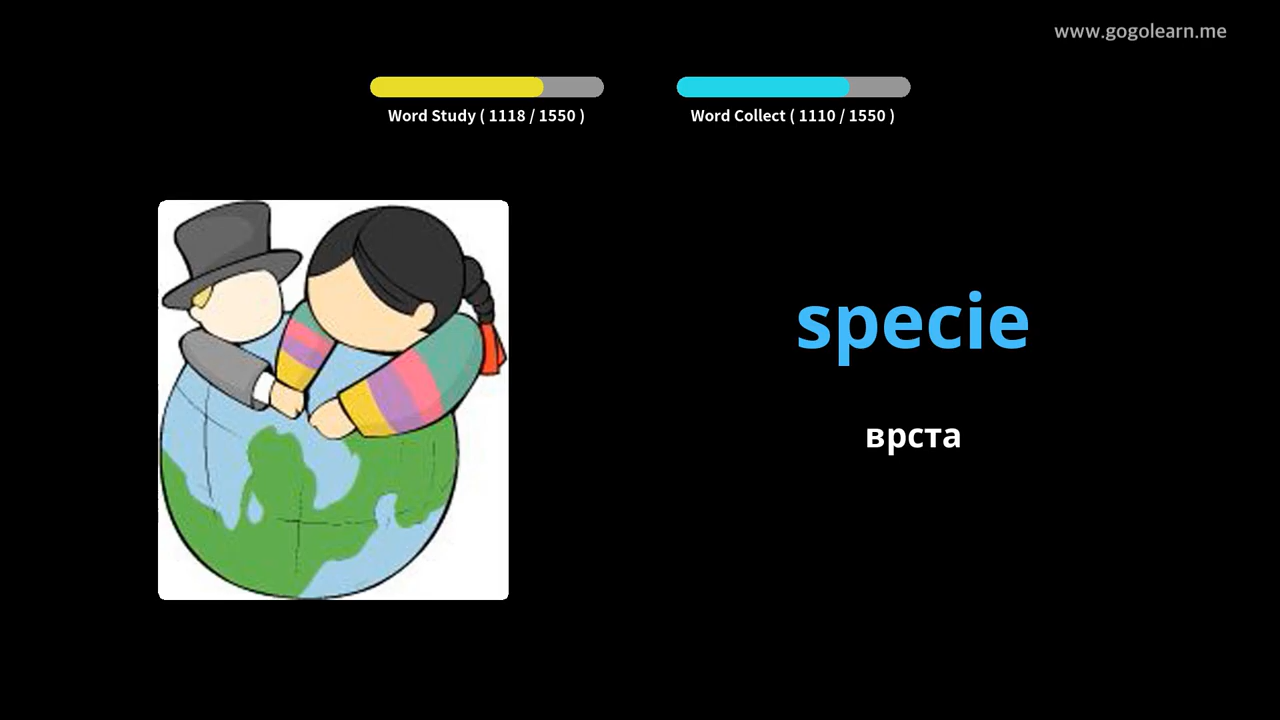 www.gogolearn.me
Word Study ( 1118 / 1550 )
Word Collect ( 1110 / 1550 )
specie
врста